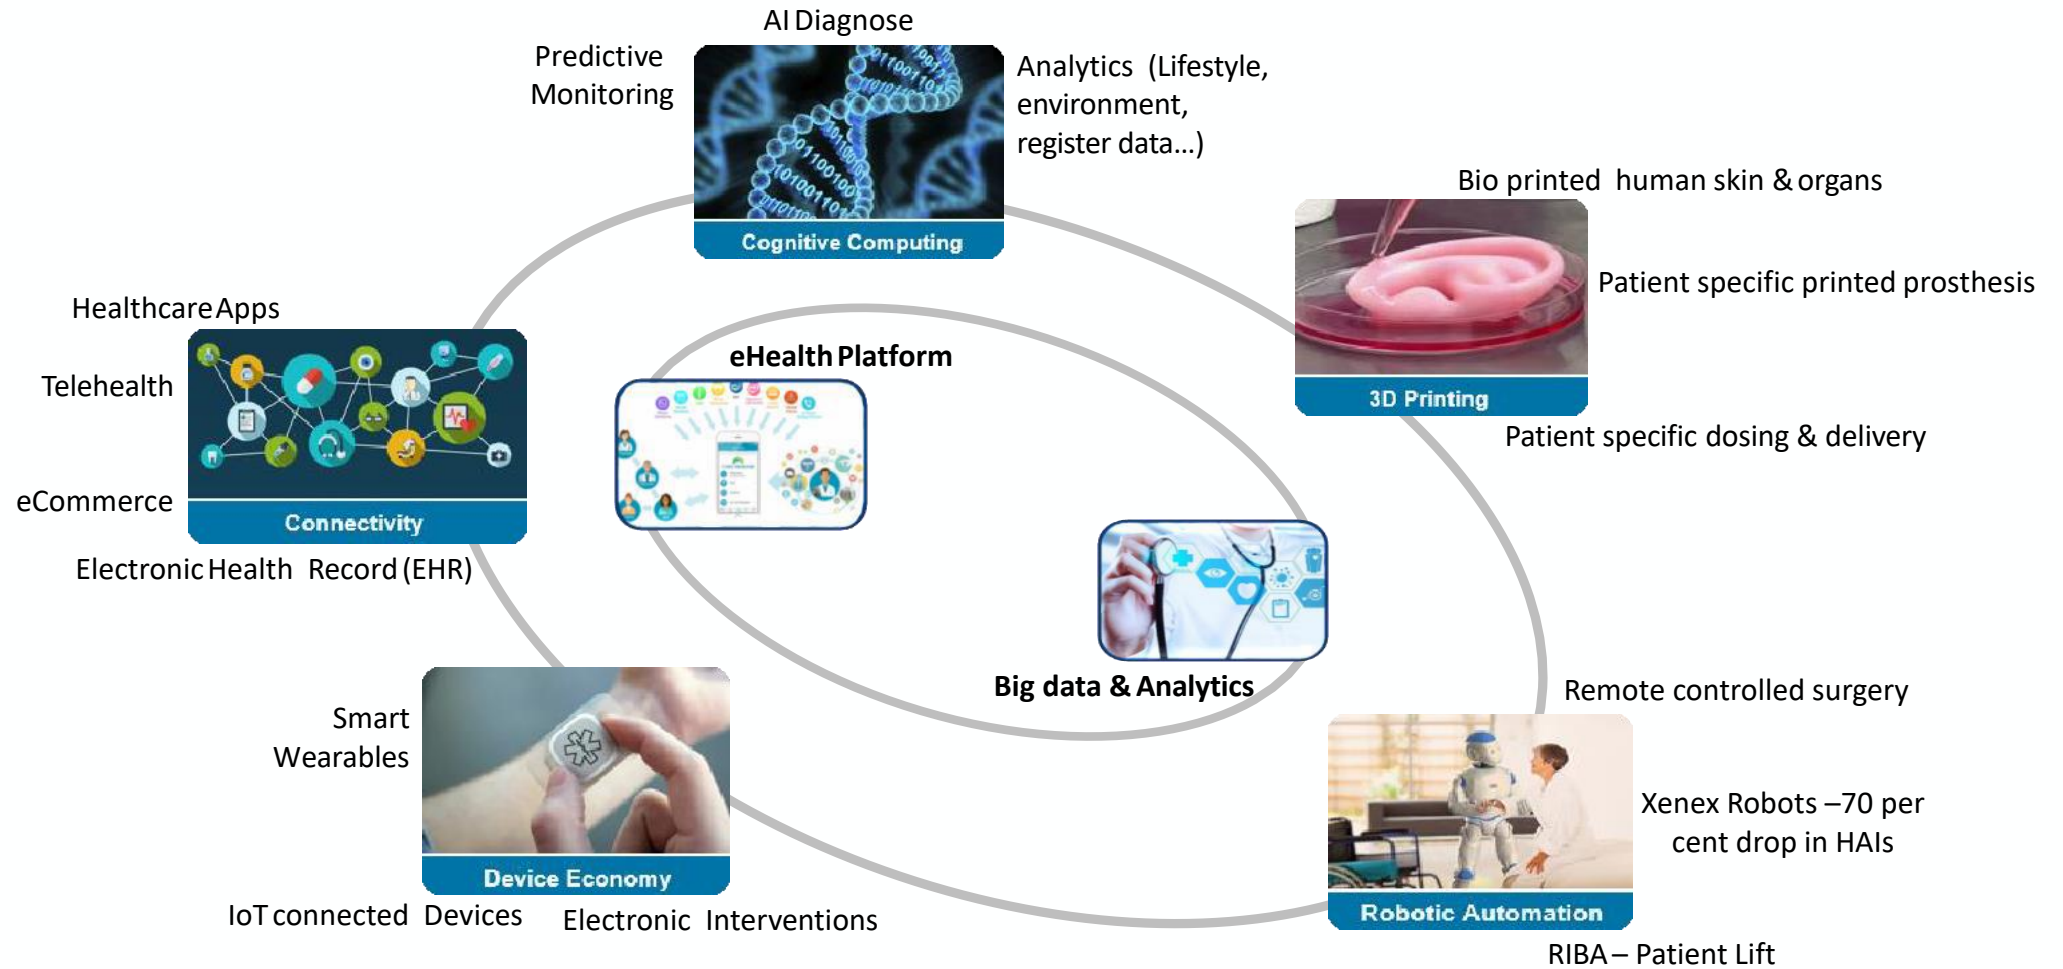 AI Diagnose
Predictive
Monitoring
Analytics (Lifestyle,
environment,
register data...)
Cognitive Computing
Bio printed human skin & organs
Patient specific printed prosthesis
3D Printing
Patient specific dosing & delivery
Healthcare Apps
Telehealth
eCommerce
Connectivity
Electronic Health Record (EHR)
eHealth Platform
Big data & Analytics
Smart
Wearables
Device Economy
IoT connected Devices
Electronic Interventions
Remote controlled surgery
Xenex Robots –70 per
cent drop in HAIs
Robotic Automation
RIBA – Patient Lift